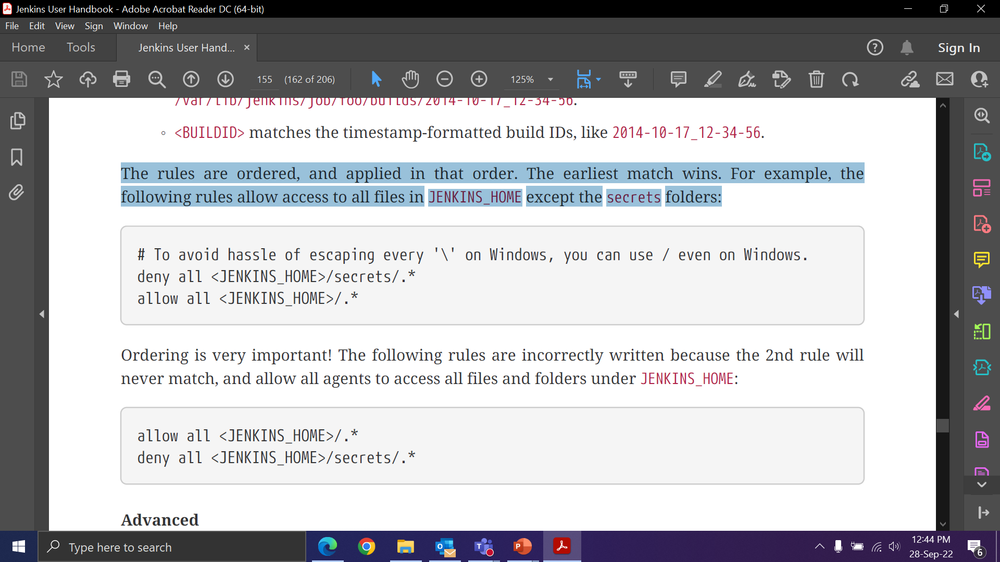 Jenkins User Handbook - Adobe Acrobat Reader DC (64-bit)
File Edit View Sign Window Help
Home Tools Jenkins User Hand... × Sign In
155 (162 of 206) 125%
/var/lib/jenkins/job/foo/builds/2014-10-17_12-34-56.
◦ <BUILDID> matches the timestamp-formatted build IDs, like 2014-10-17_12-34-56.
The rules are ordered, and applied in that order. The earliest match wins. For example, the
following rules allow access to all files in JENKINS_HOME except the secrets folders:
# To avoid hassle of escaping every '\' on Windows, you can use / even on Windows.
deny all <JENKINS_HOME>/secrets/.*
allow all <JENKINS_HOME>/.*
Ordering is very important! The following rules are incorrectly written because the 2nd rule will
never match, and allow all agents to access all files and folders under JENKINS_HOME:
allow all <JENKINS_HOME>/.*
deny all <JENKINS_HOME>/secrets/.*
Advanced
Type here to search
12:44 PM
28-Sep-22
6